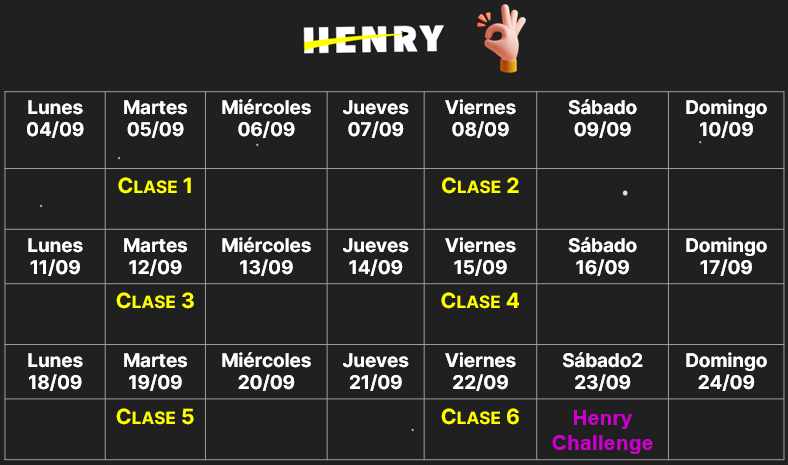 HENRY
Lunes Martes Miércoles Jueves Viernes Sábado Domingo
04/09 05/09 06/09 07/09 08/09 09/09 10/09
CLASE 1 CLASE 2
Lunes Martes Miércoles Jueves Viernes Sábado Domingo
11/09 12/09 13/09 14/09 15/09 16/09 17/09
CLASE 3 CLASE 4
Lunes Martes Miércoles Jueves Viernes Sábado2 Domingo
18/09 19/09 20/09 21/09 22/09 23/09 24/09
CLASE 5 CLASE 6 Henry
Challenge